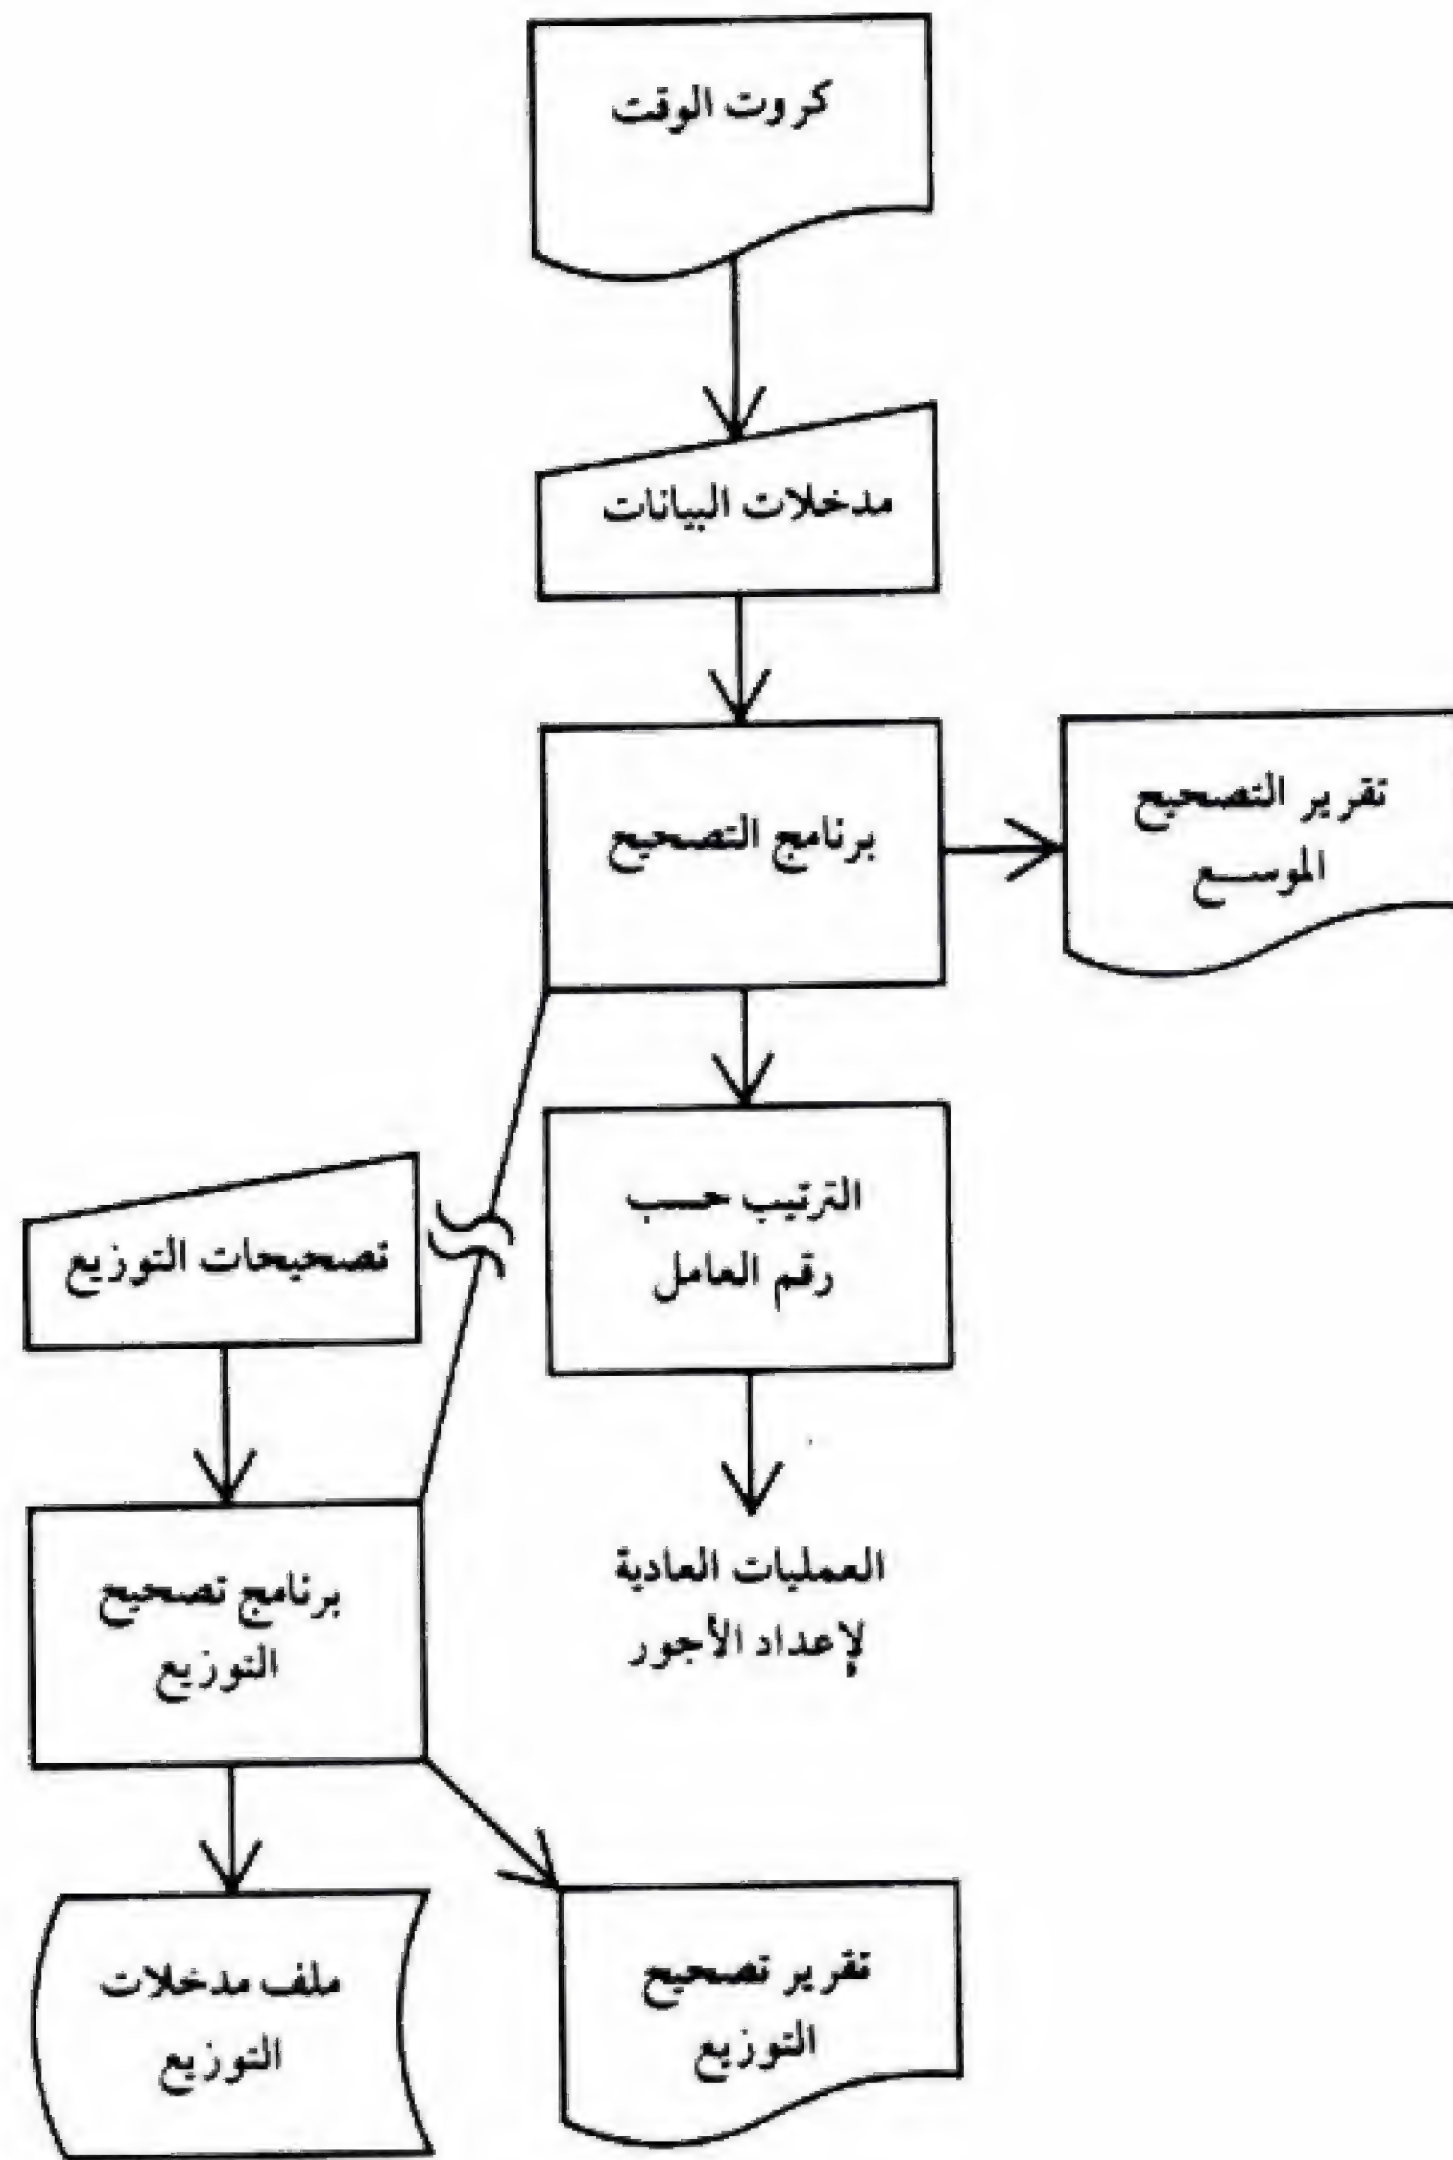 كروت الوقت
مدخلات البيانات
برنامج التصحيح
تقرير التصحيح
الموسع
الترتيب حسب
رقم العامل
تصحيحات التوزيع
العمليات العادية
لإعداد الأجور
برنامج تصحيح
التوزيع
ملف مدخلات
التوزيع
تقرير تصحيح
التوزيع